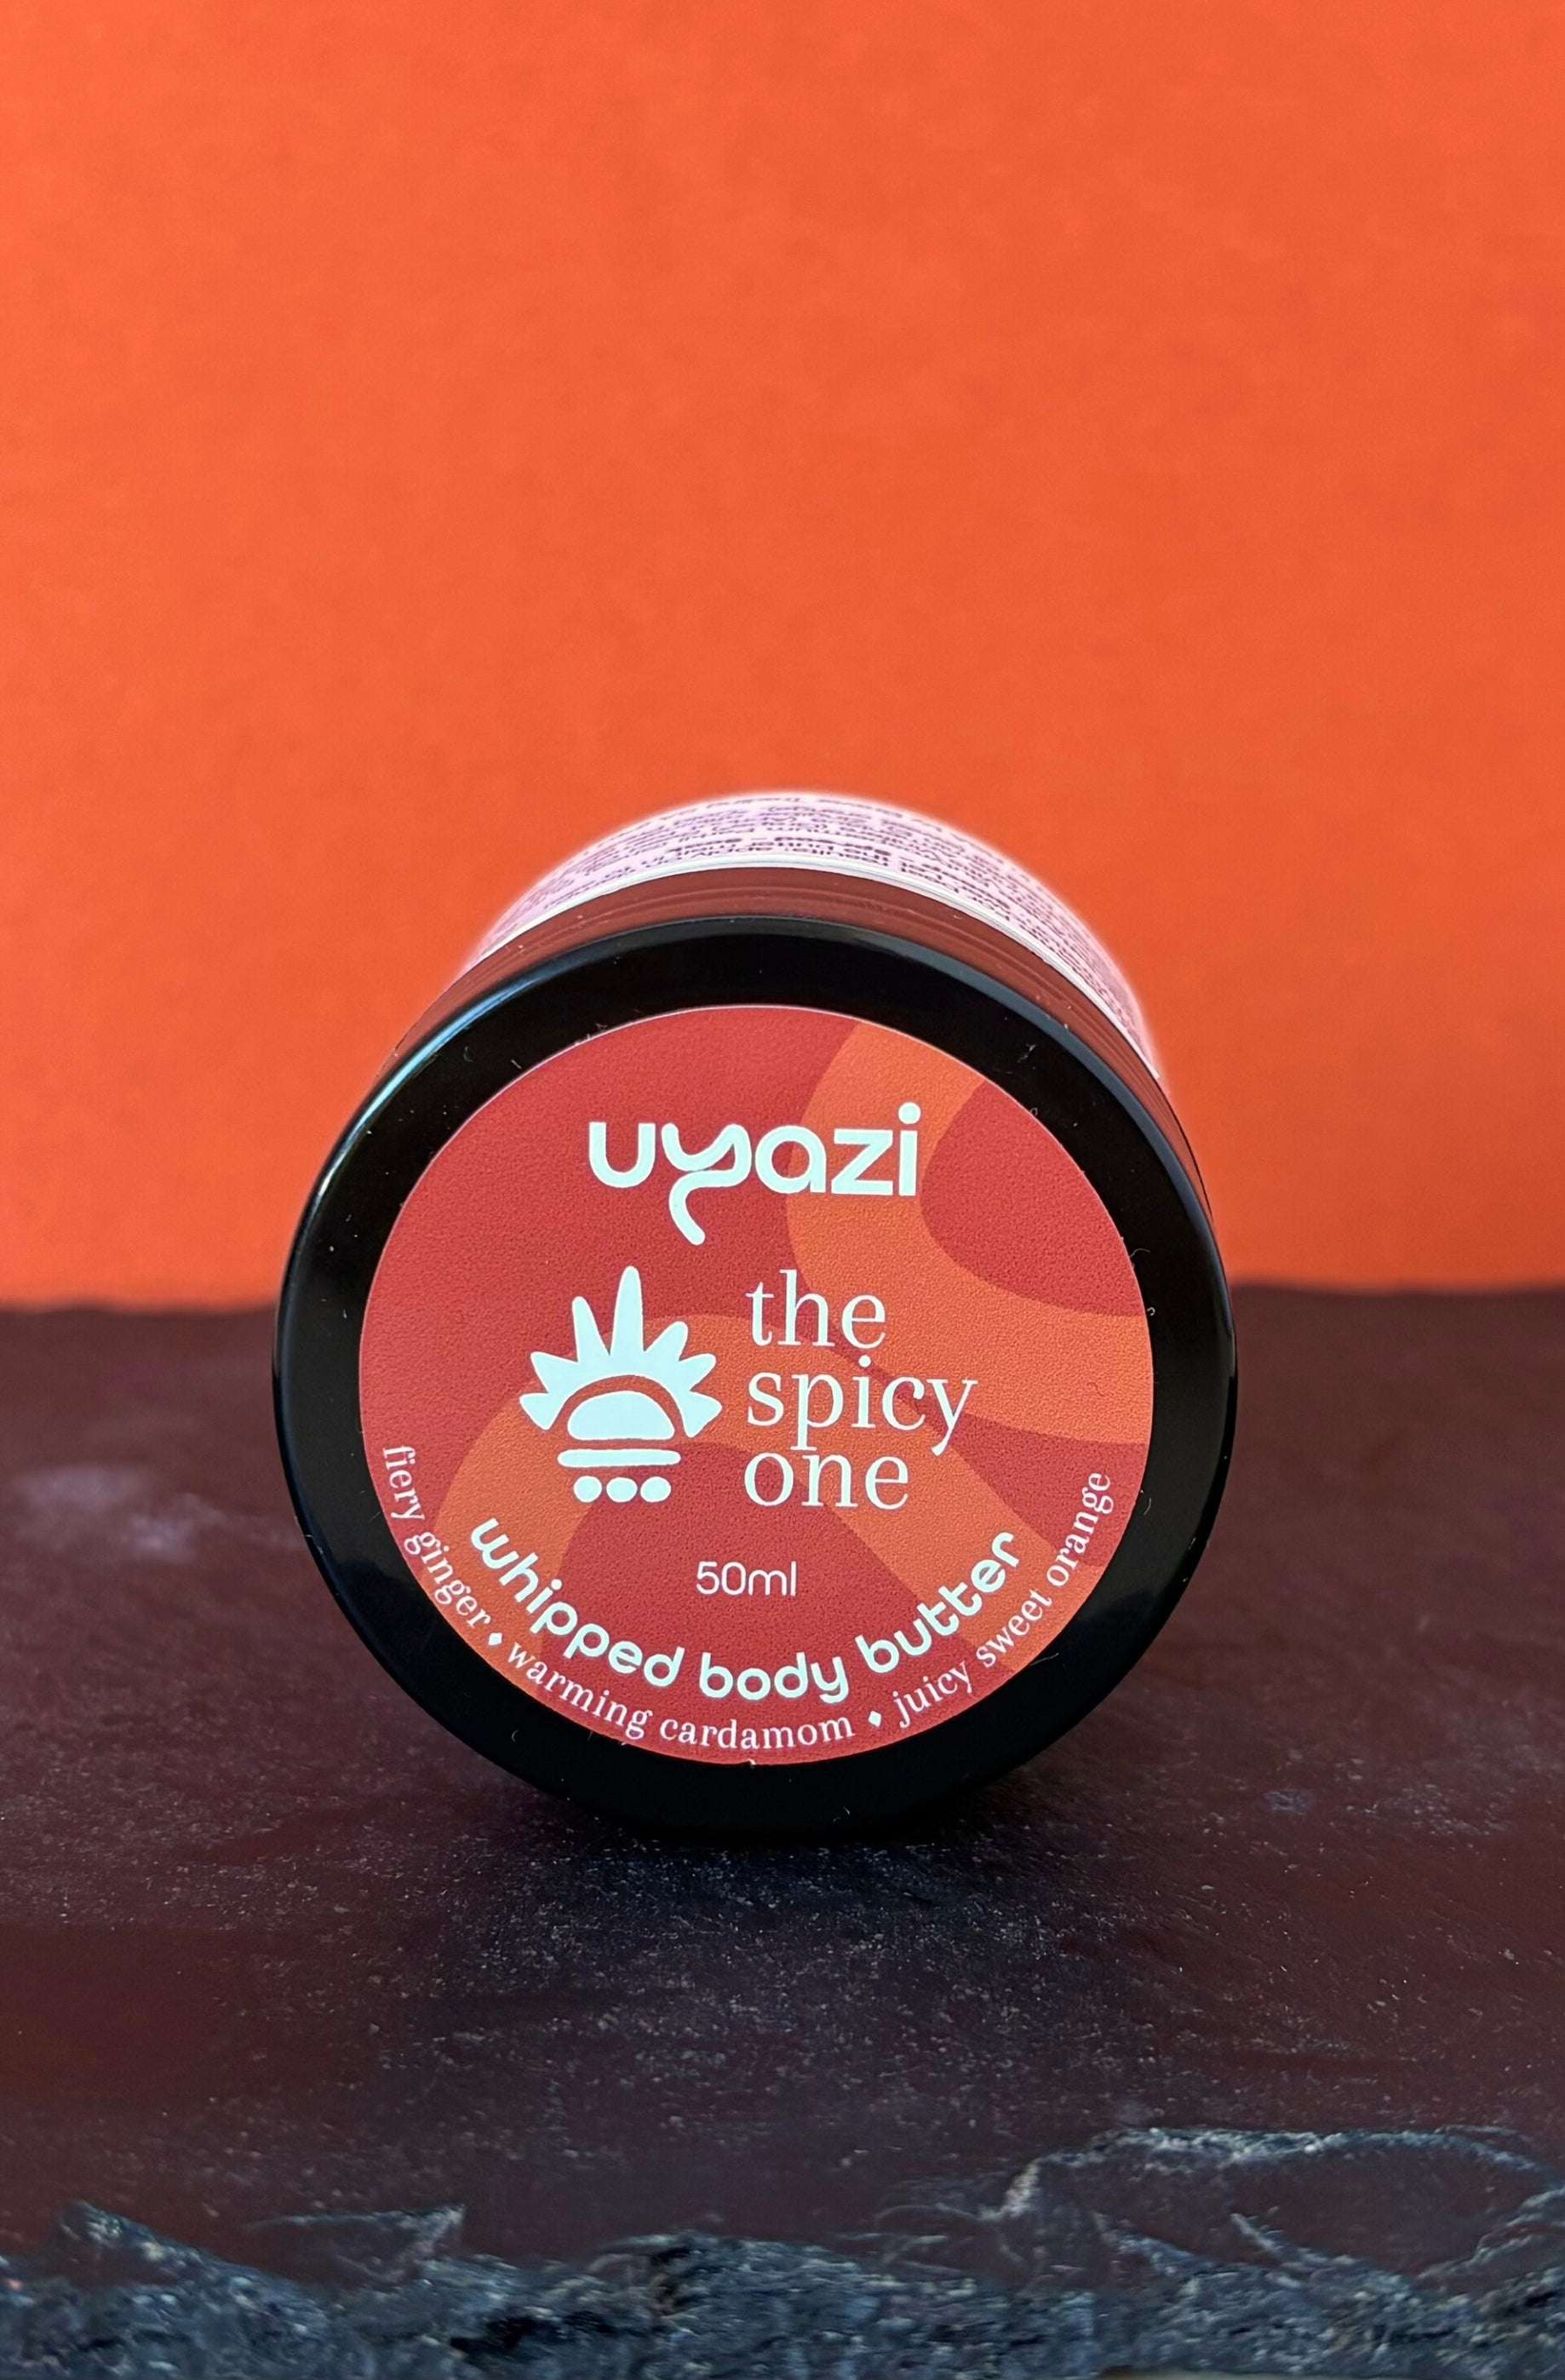 uyazi
the
spicy
one
50ml
whipped body butter
fiery ginger • warming cardamom • juicy sweet orange